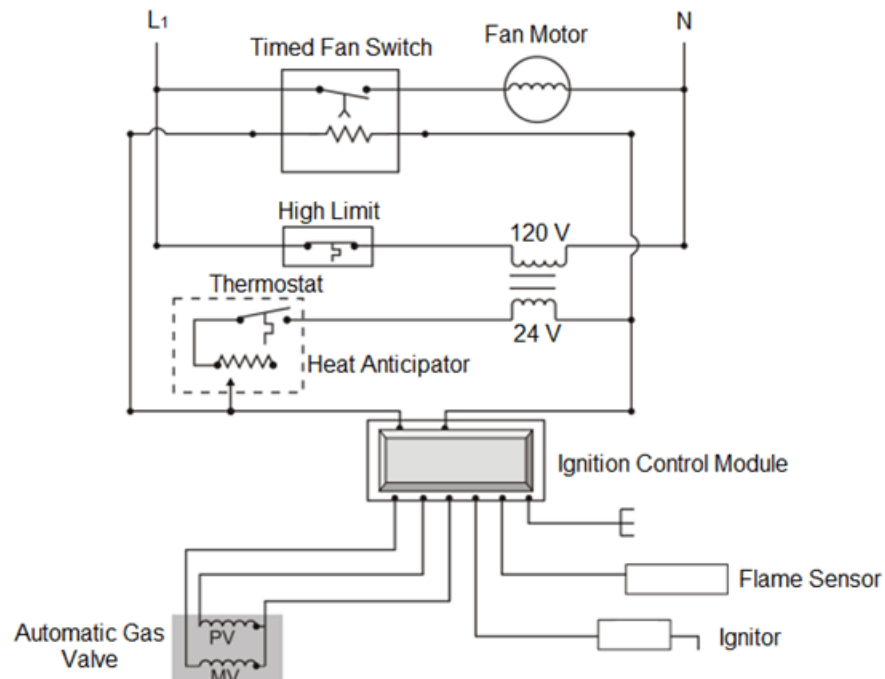 L1
N
Timed Fan Switch
Fan Motor
High Limit
120 V
Thermostat
24 V
Heat Anticipator
Ignition Control Module
Flame Sensor
Automatic Gas
Valve
PV
MV
Ignitor